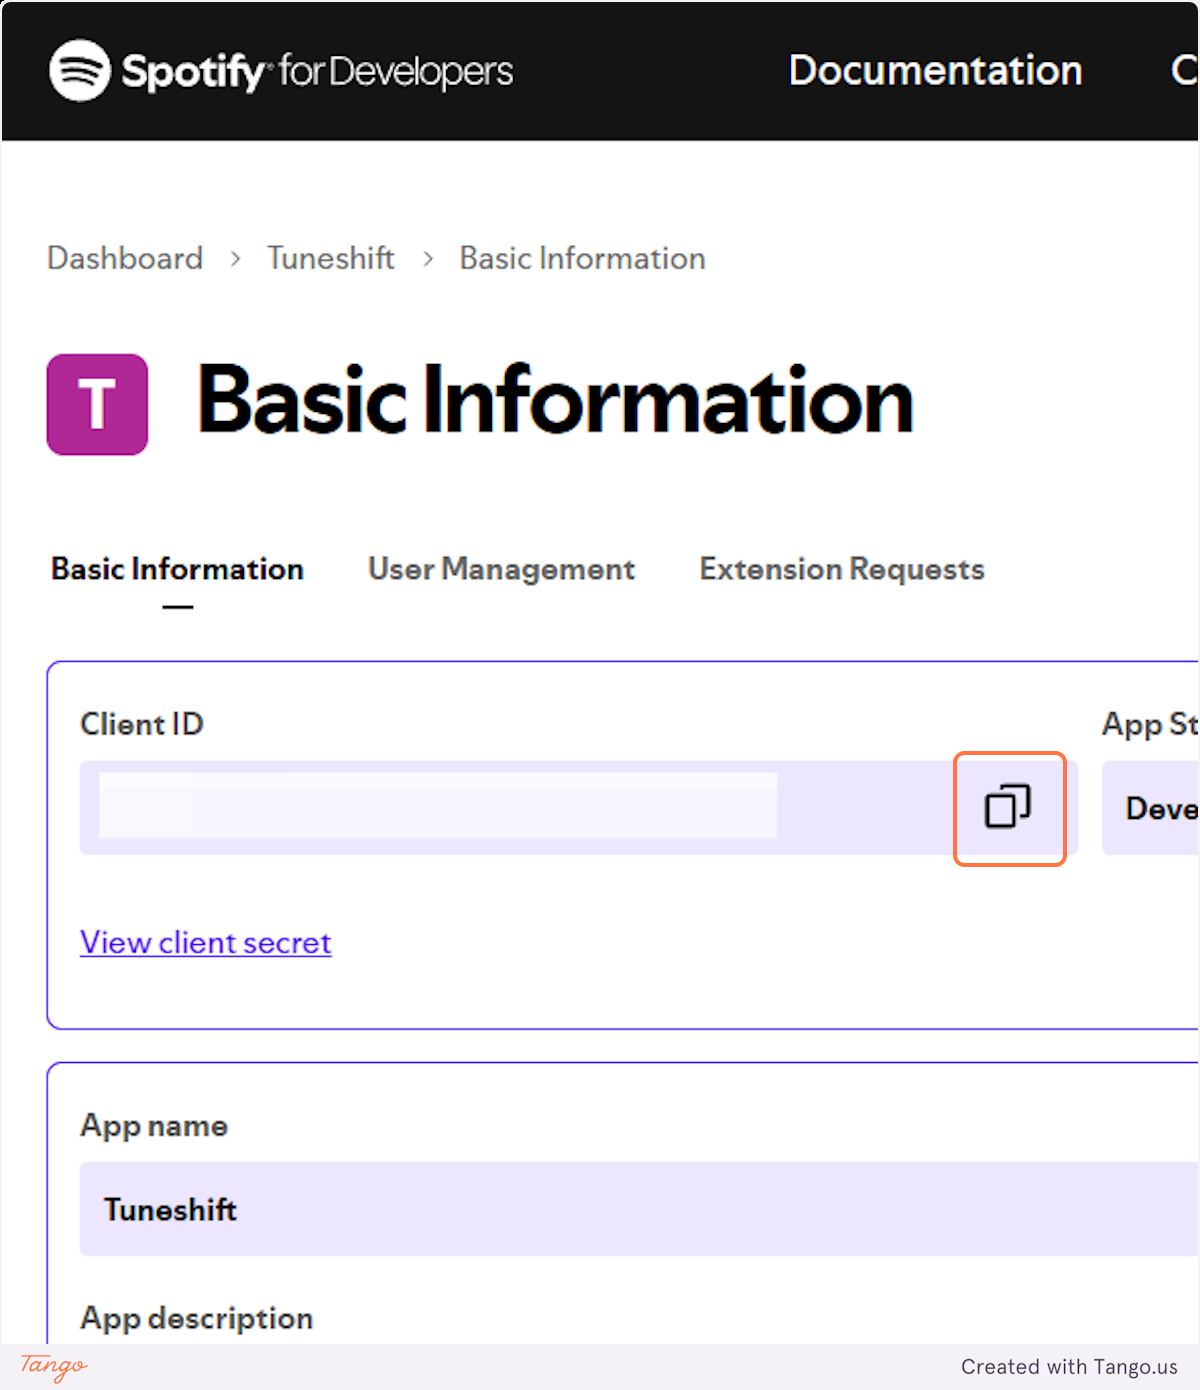 Spotify for Developers Documentation
Dashboard > Tuneshift > Basic Information
T Basic Information
Basic Information User Management Extension Requests
Client ID App St
Deve
View client secret
App name
Tuneshift
App description
Tango Created with Tango.us